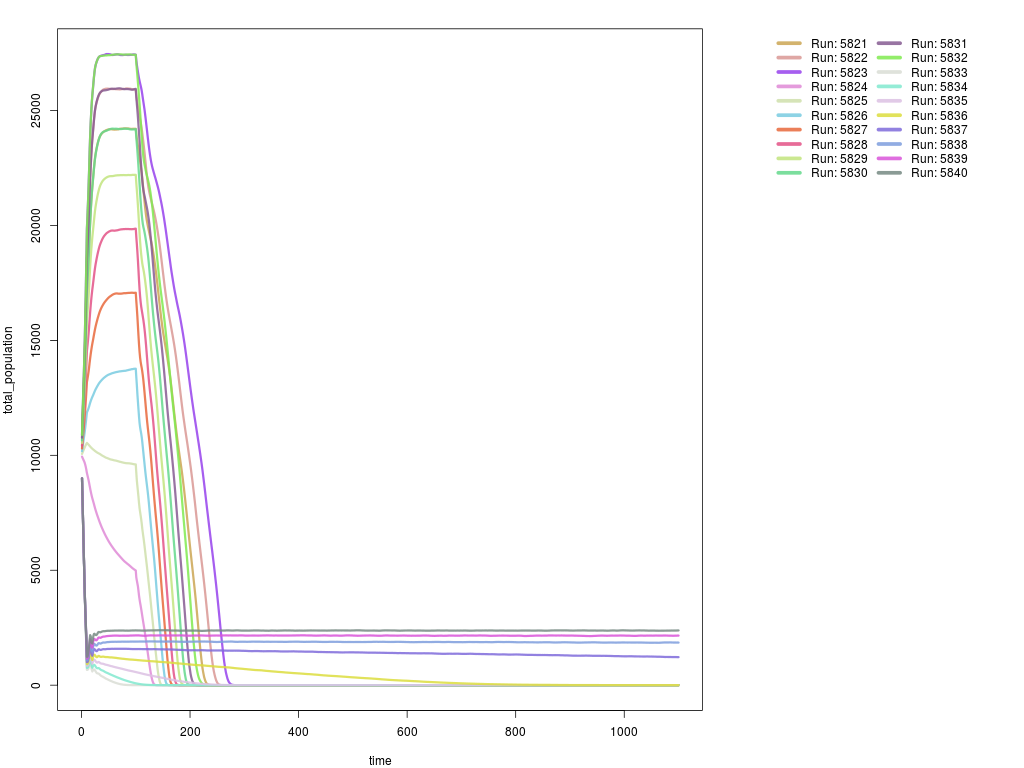 25000
20000
15000
10000
5000
0
total_population
0 200 400 600 800 1000
time
Run: 5821 Run: 5831
Run: 5822 Run: 5832
Run: 5823 Run: 5833
Run: 5824 Run: 5834
Run: 5825 Run: 5835
Run: 5826 Run: 5836
Run: 5827 Run: 5837
Run: 5828 Run: 5838
Run: 5829 Run: 5839
Run: 5830 Run: 5840